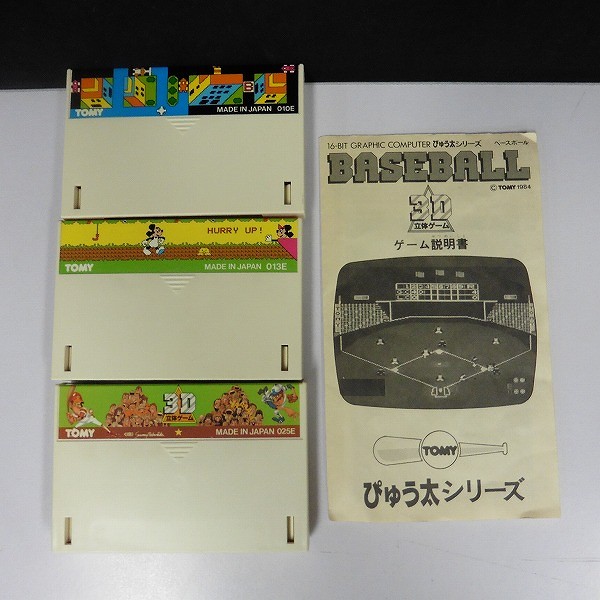 TOMY
MADE IN JAPAN 010E
HURRY UP!
TOMY
MADE IN JAPAN 013E
3D
立体ゲーム
TOMY
MADE IN JAPAN 025E
16-BIT GRAPHIC COMPUTER ぴゅう太シリーズ ベースボール
BASEBALL
© TOMY 1984
3D
立体ゲーム
ゲーム説明書
TOMY
ぴゅう太シリーズ